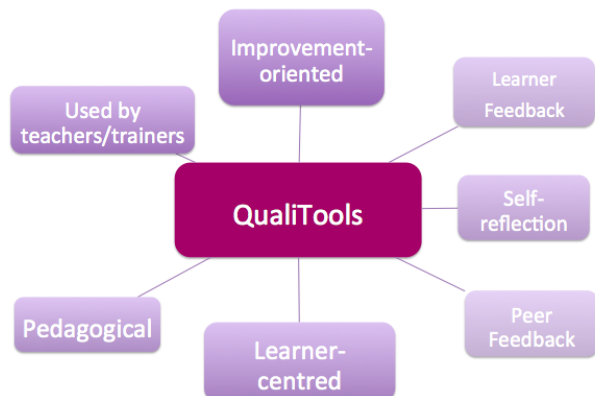 Improvement-
oriented
Learner
Feedback
Used by
teachers/trainers
QualiTools
Self-
reflection
Pedagogical
Learner-
centred
Peer
Feedback